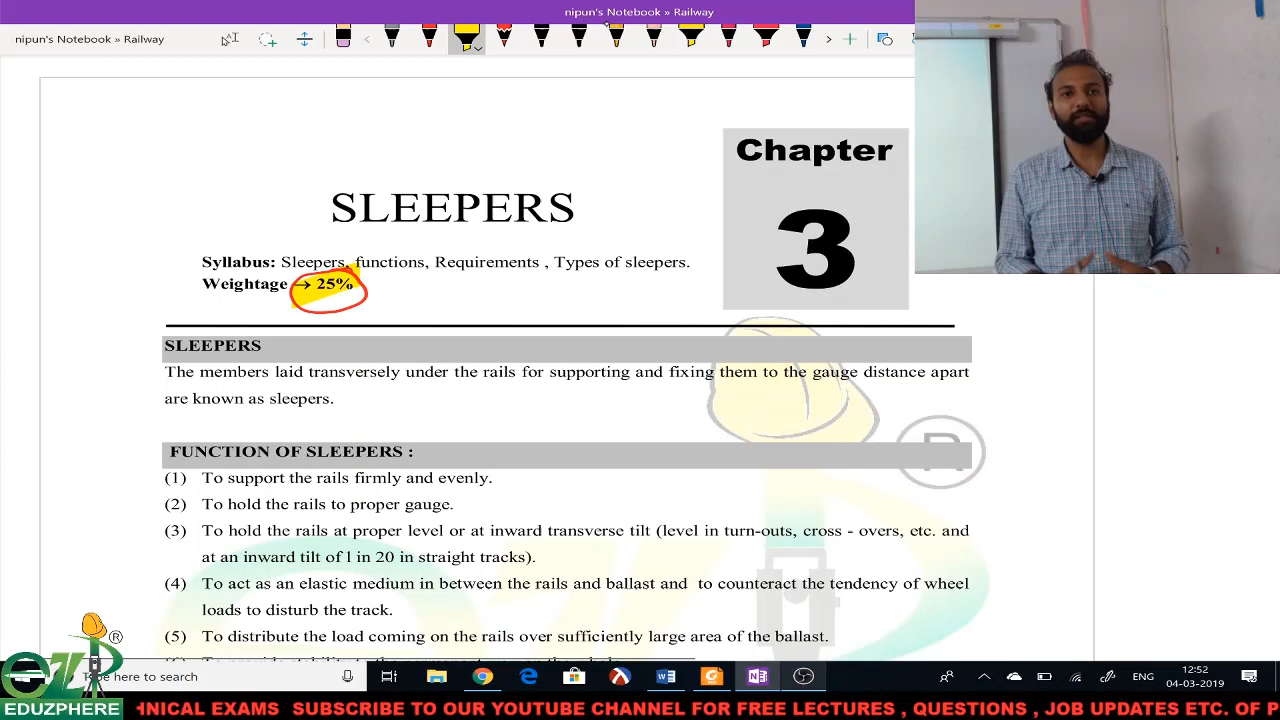 nipun's Notebook » Railway
nipun's Notebook » Railway
Chapter
3
SLEEPERS
Syllabus: Sleepers, functions, Requirements , Types of sleepers.
Weightage → 25%
SLEEPERS
The members laid transversely under the rails for supporting and fixing them to the gauge distance apart
are known as sleepers.
R
FUNCTION OF SLEEPERS :
(1) To support the rails firmly and evenly.
(2) To hold the rails to proper gauge.
(3) To hold the rails at proper level or at inward transverse tilt (level in turn-outs, cross - overs, etc. and
at an inward tilt of l in 20 in straight tracks).
(4) To act as an elastic medium in between the rails and ballast and to counteract the tendency of wheel
loads to disturb the track.
(5) To distribute the load coming on the rails over sufficiently large area of the ballast.
®
ez
EDUZPHERE
Type here to search
ENG
12:52
04-03-2019
HNICAL EXAMS SUBSCRIBE TO OUR YOUTUBE CHANNEL FOR FREE LECTURES , QUESTIONS , JOB UPDATES ETC. OF P